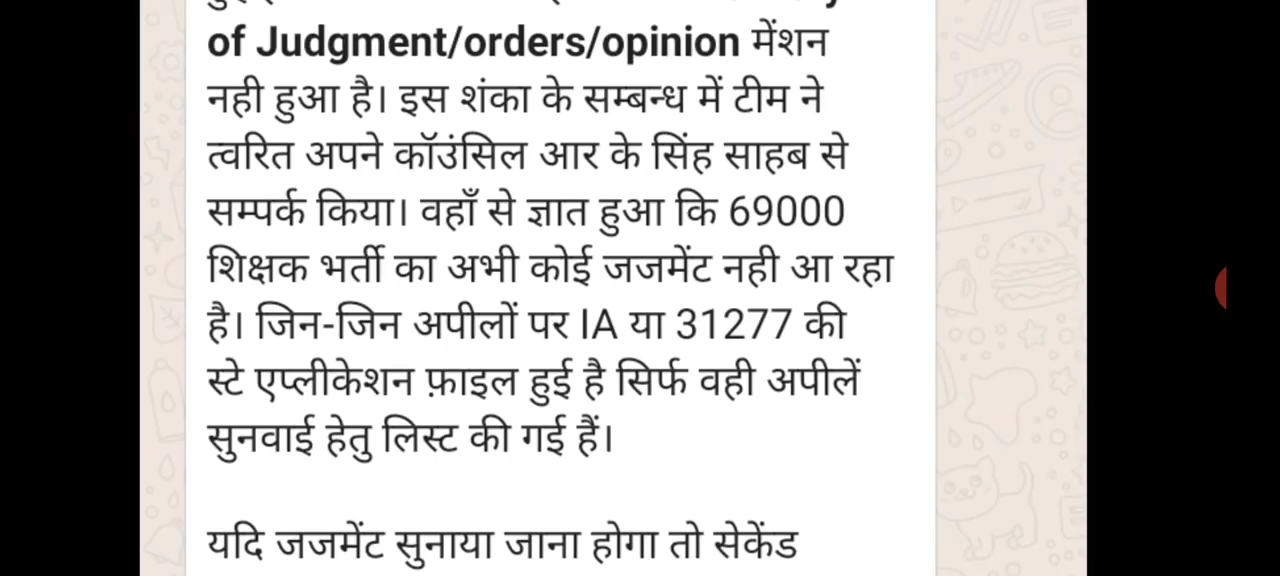 of Judgment/orders/opinion मेंशन
नही हुआ है। इस शंका के सम्बन्ध में टीम ने
त्वरित अपने कॉउंसिल आर के सिंह साहब से
सम्पर्क किया। वहाँ से ज्ञात हुआ कि 69000
शिक्षक भर्ती का अभी कोई जजमेंट नही आ रहा
है। जिन-जिन अपीलों पर IA या 31277 की
स्टे एप्लीकेशन फ़ाइल हुई है सिर्फ वही अपीलें
सुनवाई हेतु लिस्ट की गई हैं।
यदि जजमेंट सुनाया जाना होगा तो सेकेंड